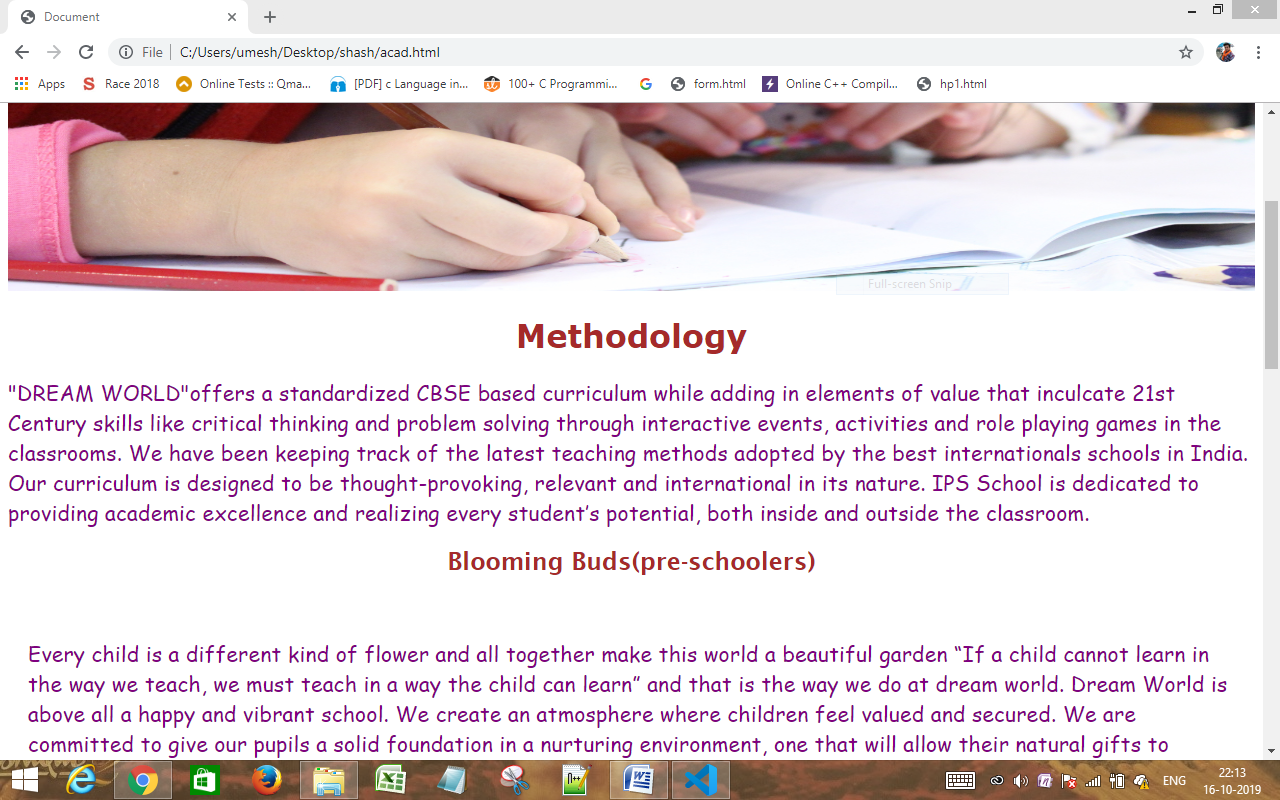 Document
File C:/Users/umesh/Desktop/shash/acad.html
Apps Race 2018 Online Tests :: Qma... [PDF] c Language in... 100+ C Programmi... form.html Online C++ Compil... hp1.html
Full-screen Snip
Methodology
"DREAM WORLD"offers a standardized CBSE based curriculum while adding in elements of value that inculcate 21st
Century skills like critical thinking and problem solving through interactive events, activities and role playing games in the
classrooms. We have been keeping track of the latest teaching methods adopted by the best internationals schools in India.
Our curriculum is designed to be thought-provoking, relevant and international in its nature. IPS School is dedicated to
providing academic excellence and realizing every student’s potential, both inside and outside the classroom.
Blooming Buds(pre-schoolers)
Every child is a different kind of flower and all together make this world a beautiful garden “If a child cannot learn in
the way we teach, we must teach in a way the child can learn” and that is the way we do at dream world. Dream World is
above all a happy and vibrant school. We create an atmosphere where children feel valued and secured. We are
committed to give our pupils a solid foundation in a nurturing environment, one that will allow their natural gifts to
ENG
22:13
16-10-2019